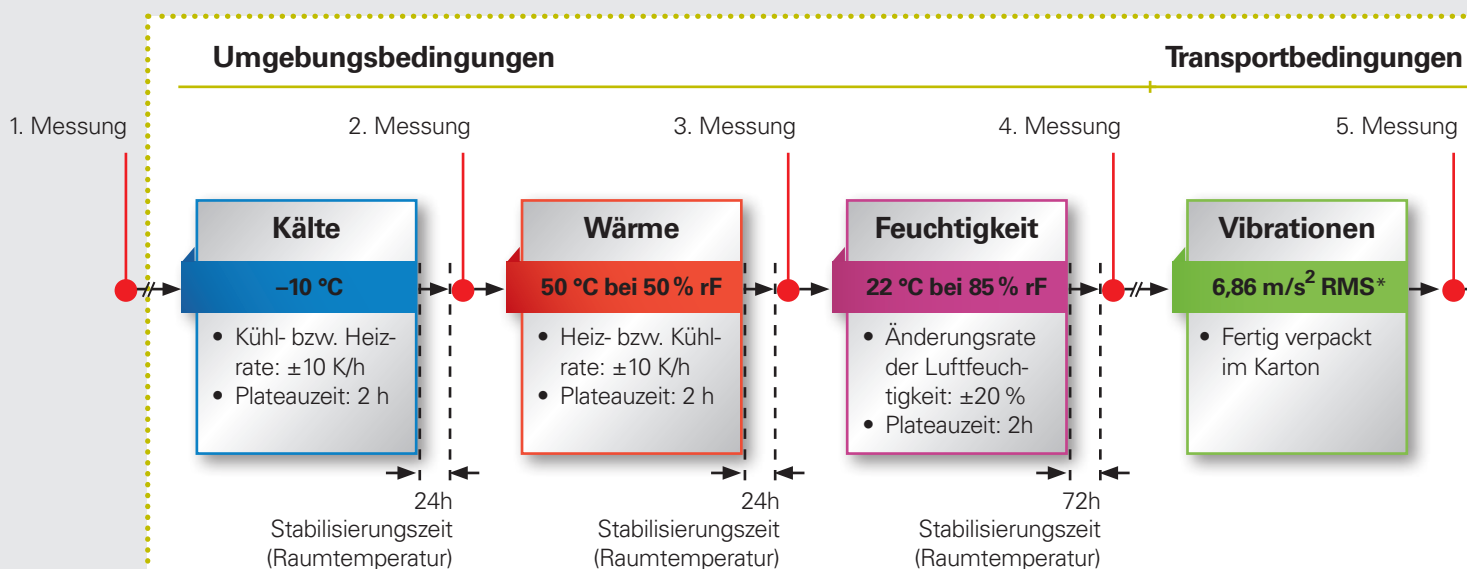 Umgebungsbedingungen
Transportbedingungen
1. Messung
2. Messung
3. Messung
4. Messung
5. Messung
Kälte
–10 °C
• Kühl- bzw. Heiz-
rate: ±10 K/h
• Plateauzeit: 2 h
24h
Stabilisierungszeit
(Raumtemperatur)
Wärme
50 °C bei 50 % rF
• Heiz- bzw. Kühl-
rate: ±10 K/h
• Plateauzeit: 2 h
24h
Stabilisierungszeit
(Raumtemperatur)
Feuchtigkeit
22 °C bei 85 % rF
• Änderungsrate
der Luftfeuch-
tigkeit: ±20 %
• Plateauzeit: 2h
72h
Stabilisierungszeit
(Raumtemperatur)
Vibrationen
6,86 m/s² RMS*
• Fertig verpackt
im Karton